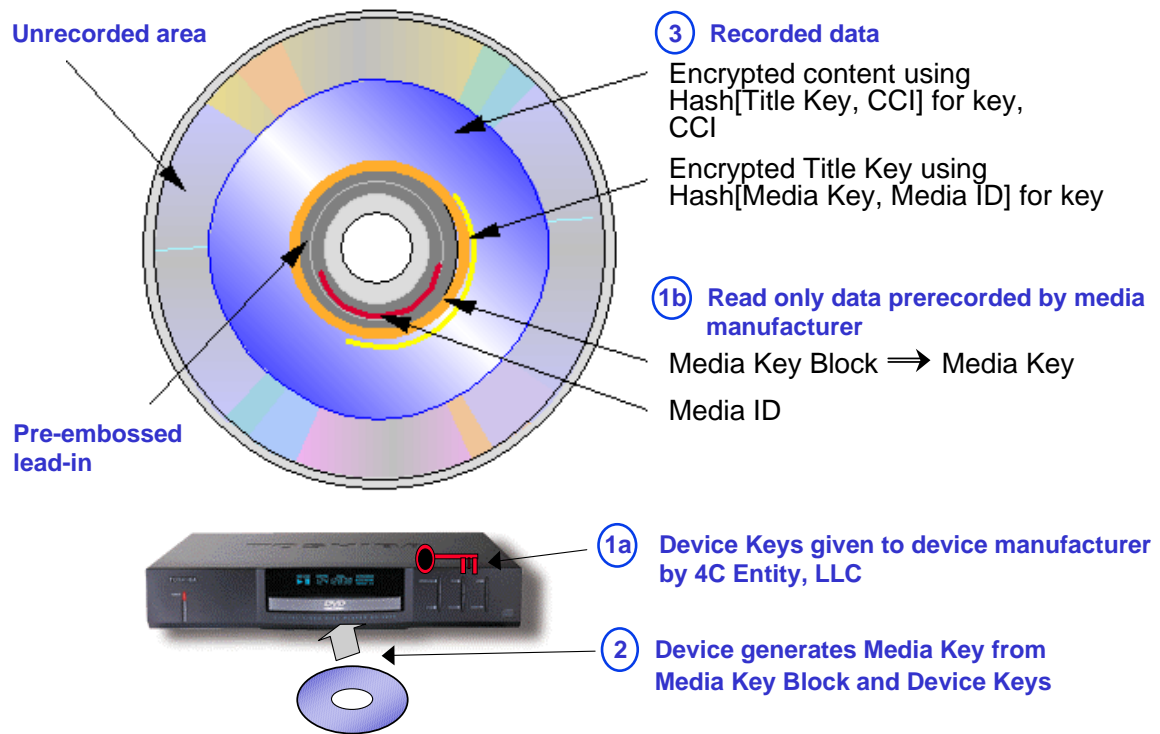 Unrecorded area
3 Recorded data
Encrypted content using
Hash[Title Key, CCI] for key,
CCI
Encrypted Title Key using
Hash[Media Key, Media ID] for key
1b Read only data prerecorded by media
manufacturer
Media Key Block ⟹ Media Key
Media ID
Pre-embossed
lead-in
TOSHIBA
DVD
1a Device Keys given to device manufacturer
by 4C Entity, LLC
2 Device generates Media Key from
Media Key Block and Device Keys